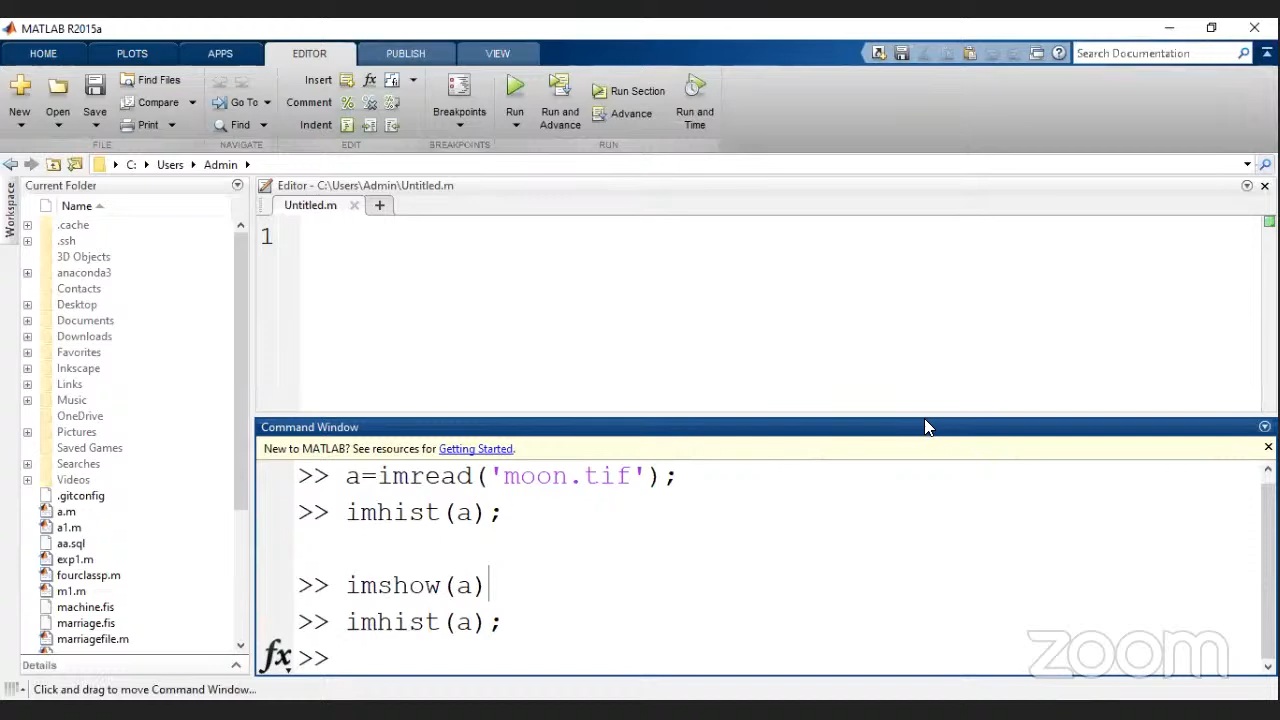 MATLAB R2015a
HOME PLOTS APPS EDITOR PUBLISH VIEW Search Documentation
Find Files Insert fx Run Section
Compare Go To Comment
New Open Save Breakpoints Run Run and Advance Advance Run and Time
Print Find Indent
FILE NAVIGATE EDIT BREAKPOINTS RUN
C: Users Admin
Workspace
Current Folder
Name
.cache
.ssh
3D Objects
anaconda3
Contacts
Desktop
Documents
Downloads
Favorites
Inkscape
Links
Music
OneDrive
Pictures
Saved Games
Searches
Videos
.gitconfig
a.m
a1.m
aa.sql
exp1.m
fourclassp.m
m1.m
machine.fis
marriage.fis
marriagefile.m
Details
Editor - C:\Users\Admin\Untitled.m
Untitled.m +
1
Command Window
New to MATLAB? See resources for Getting Started.
>> a=imread('moon.tif');
>> imhist(a);
>> imshow(a)
>> imhist(a);
fx >>
zoom
Click and drag to move Command Window...